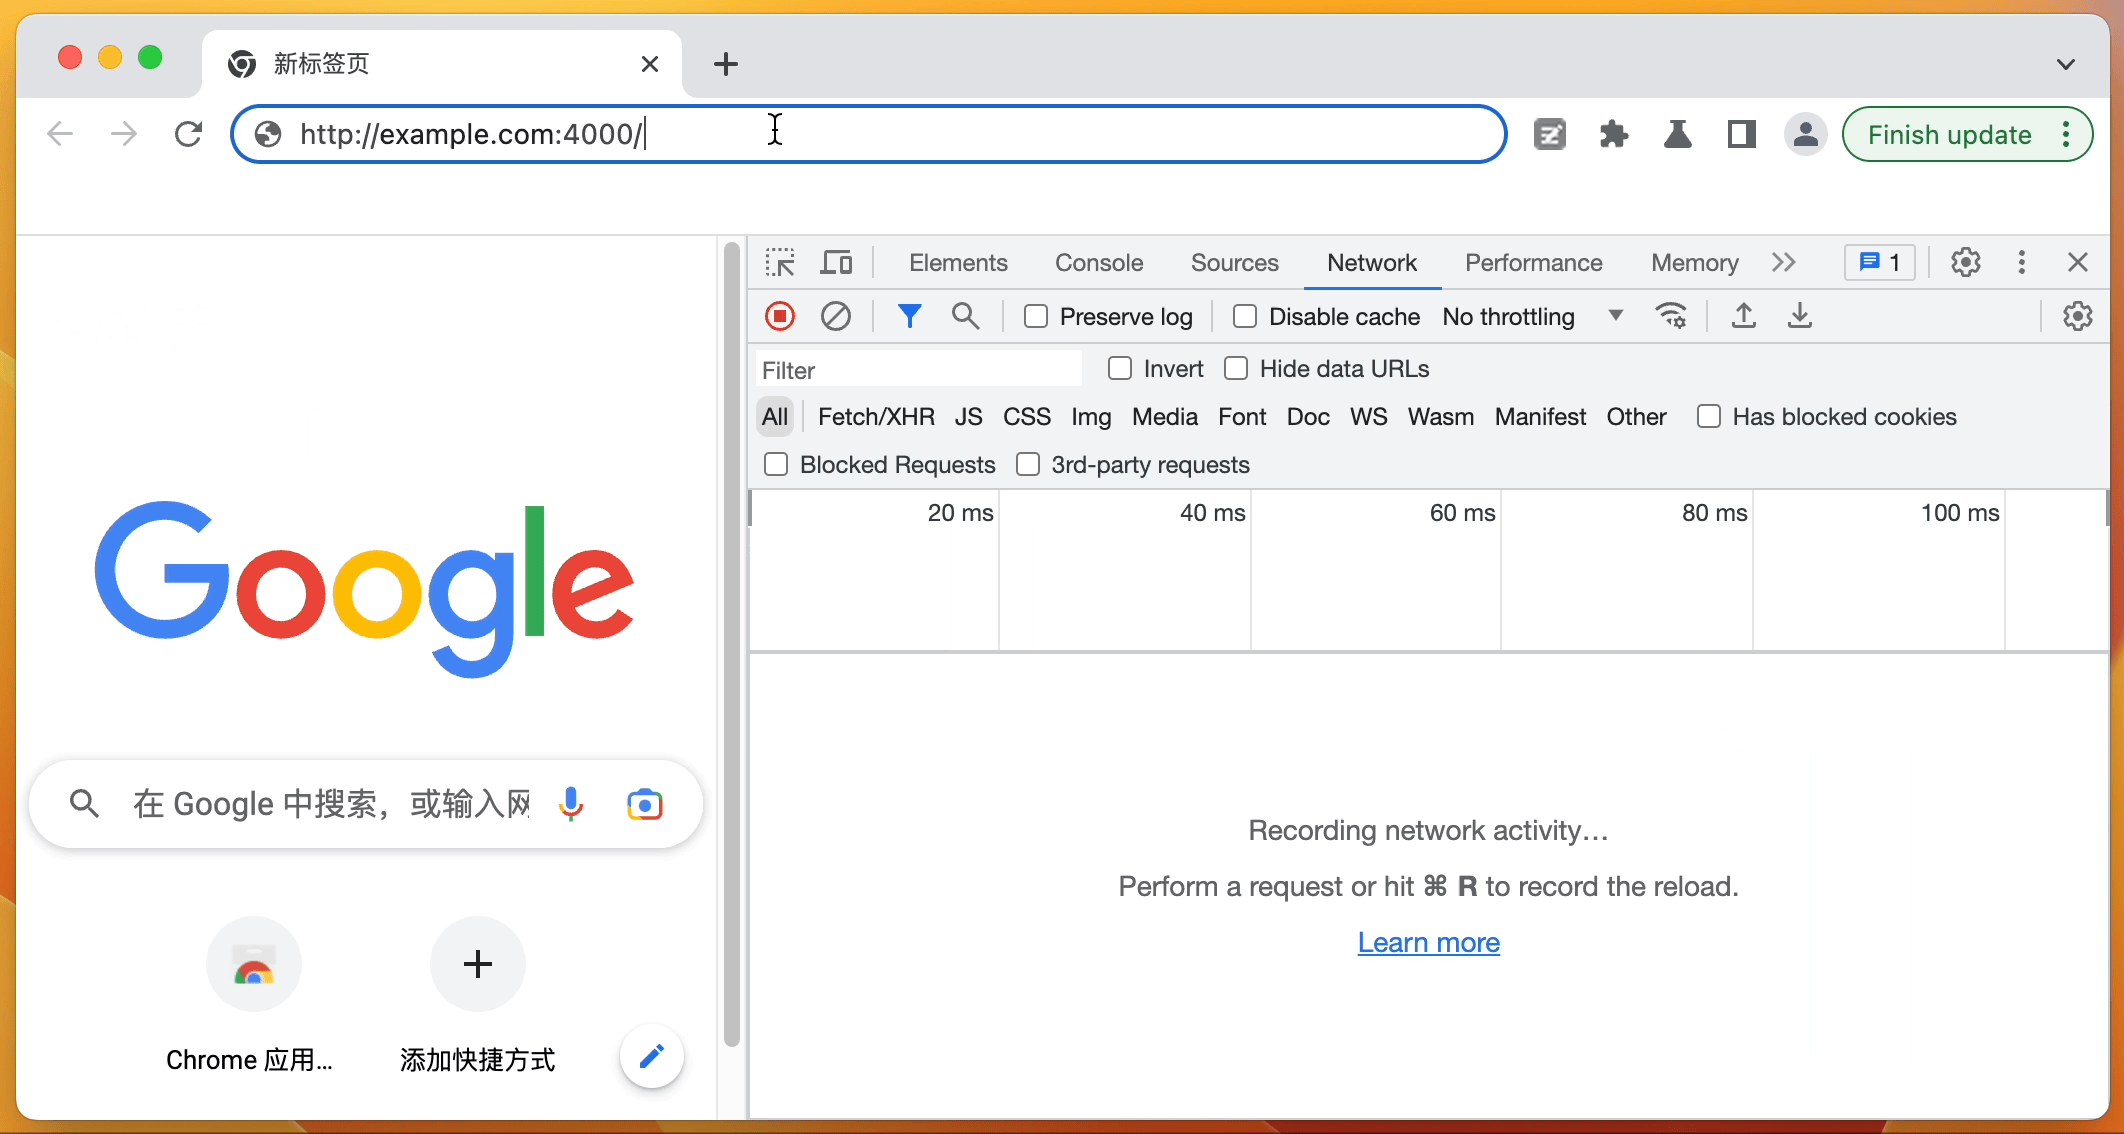 新标签页
http://example.com:4000/
Finish update
Elements Console Sources Network Performance Memory 1
Preserve log Disable cache No throttling
Filter Invert Hide data URLs
All Fetch/XHR JS CSS Img Media Font Doc WS Wasm Manifest Other Has blocked cookies
Blocked Requests 3rd-party requests
20 ms 40 ms 60 ms 80 ms 100 ms
Google
在 Google 中搜索，或输入网
Chrome 应用...
添加快捷方式
Recording network activity…
Perform a request or hit ⌘ R to record the reload.
Learn more